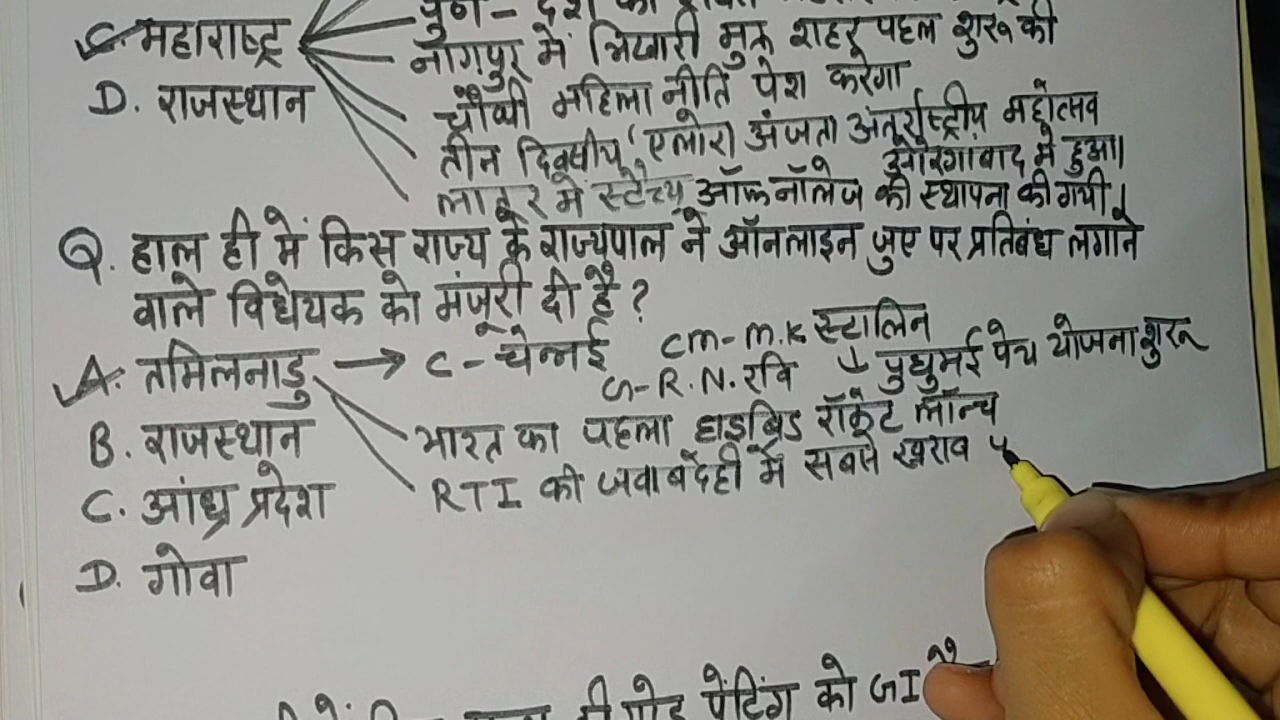 पुणे - देश का
C. महाराष्ट्र
नागपुर में भिखारी मुक्त शहर पहल शुरू की
D. राजस्थान
चौथी महिला नीति पेश करेगा
तीन दिवसीय 'एलोरा अंजता अंतर्राष्ट्रीय महोत्सव
औरंगाबाद में हुआ।
लातूर में स्टैच्यू ऑफ नॉलेज की स्थापना की गयी।
Q. हाल ही में किस राज्य के राज्यपाल ने ऑनलाइन जुए पर प्रतिबंध लगाने
वाले विधेयक को मंजूरी दी है?
A. तमिलनाडु → C - चेन्नई CM - M.K स्टालिन
G - R.N. रवि ↳ पुधुमई पेन योजना शुरू
B. राजस्थान भारत का पहला हाइब्रिड रॉकेट लॉन्च
RTI की जवाबदेही में सबसे खराब
C. आंध्र प्रदेश
D. गोवा
पेंटिंग को GI